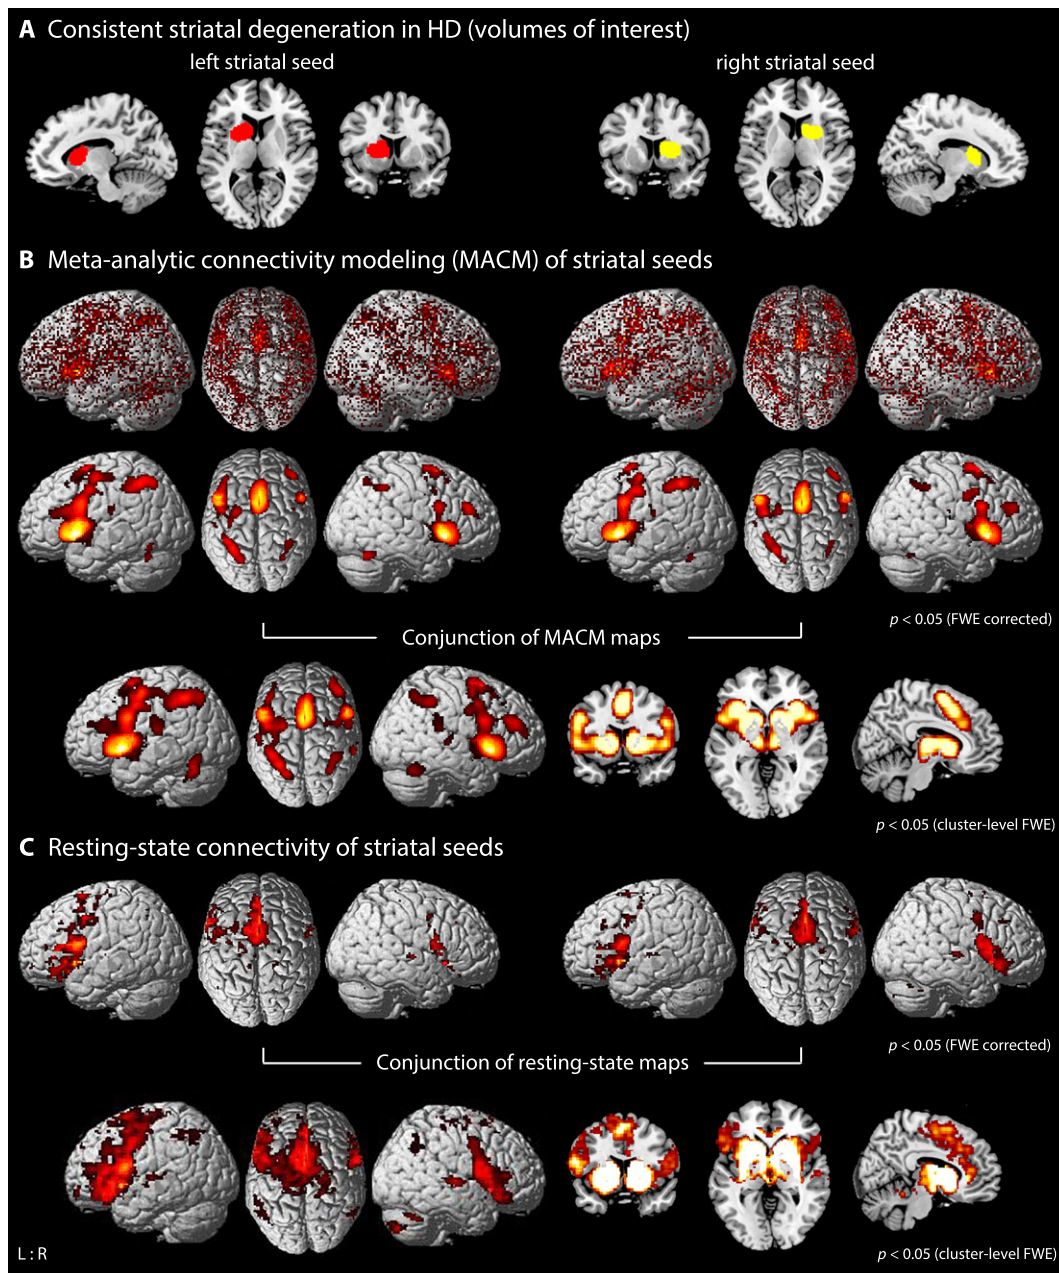 A Consistent striatal degeneration in HD (volumes of interest)
left striatal seed
right striatal seed
B Meta-analytic connectivity modeling (MACM) of striatal seeds
p < 0.05 (FWE corrected)
Conjunction of MACM maps
p < 0.05 (cluster-level FWE)
C Resting-state connectivity of striatal seeds
p < 0.05 (FWE corrected)
Conjunction of resting-state maps
L : R
p < 0.05 (cluster-level FWE)